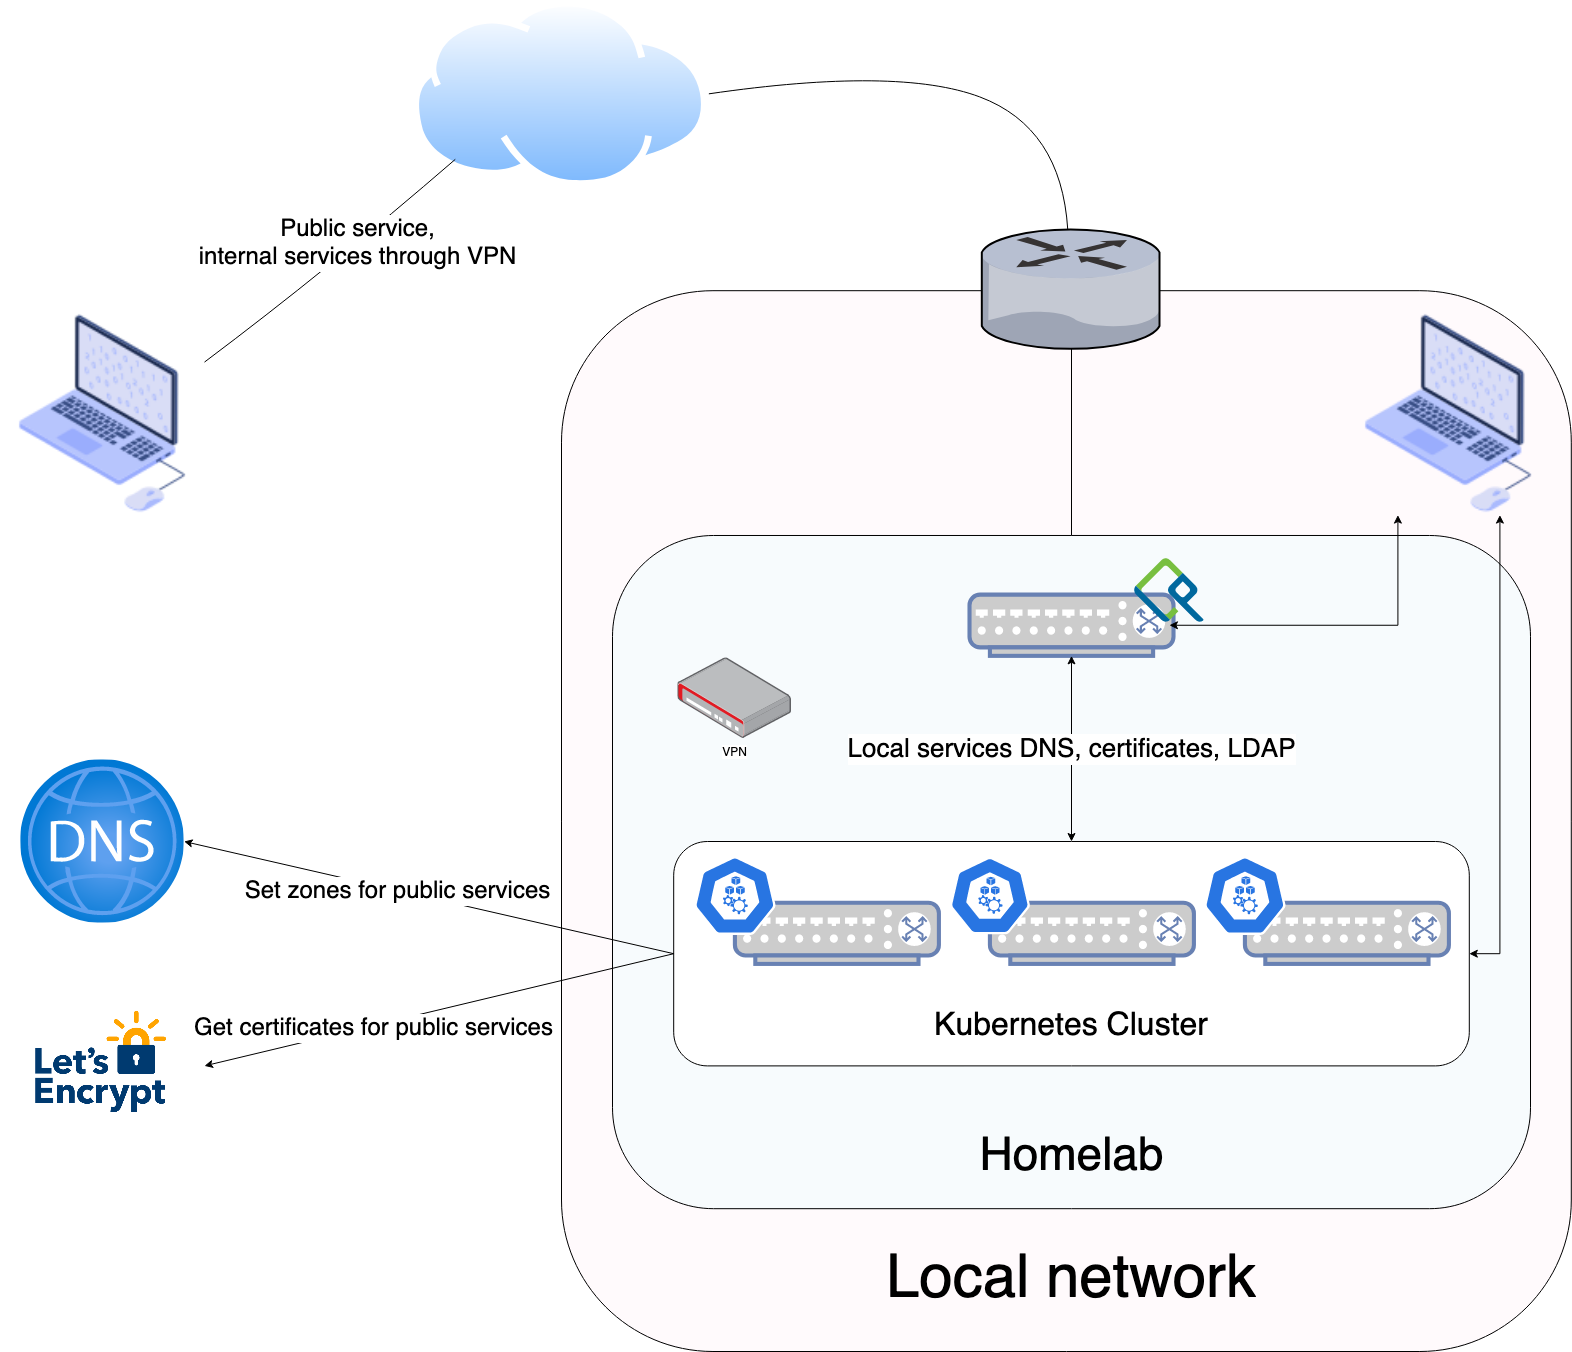 Public service,
internal services through VPN
VPN
Local services DNS, certificates, LDAP
DNS
Set zones for public services
Get certificates for public services
Let's
Encrypt
Kubernetes Cluster
Homelab
Local network